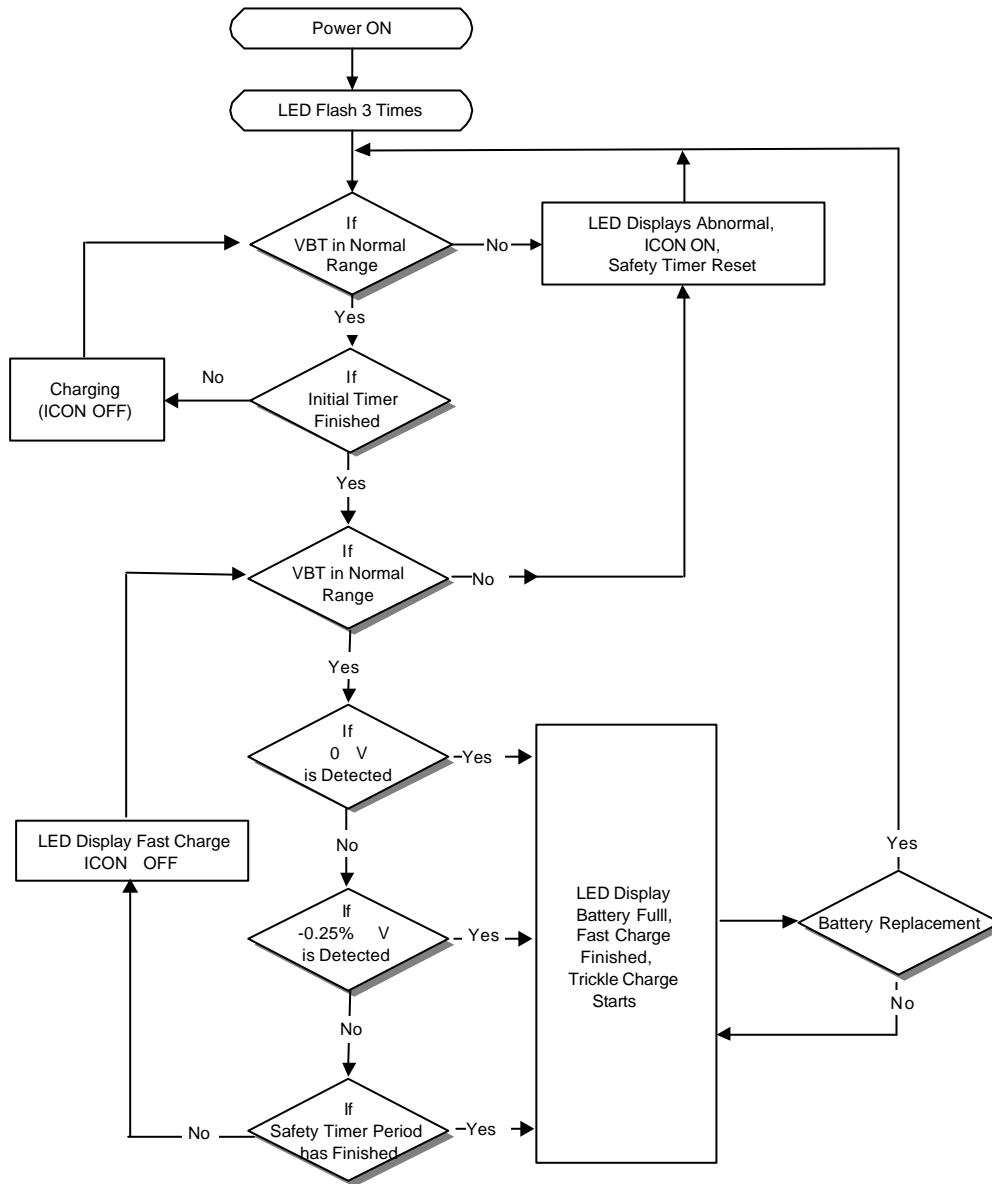 Power ON
LED Flash 3 Times
If
VBT in Normal
Range
No
LED Displays Abnormal,
ICON ON,
Safety Timer Reset
Yes
Charging
(ICON OFF)
No
If
Initial Timer
Finished
Yes
If
VBT in Normal
Range
No
Yes
If
0 V
is Detected
Yes
LED Display Fast Charge
ICON OFF
No
If
-0.25% V
is Detected
Yes
LED Display
Battery Fulll,
Fast Charge
Finished,
Trickle Charge
Starts
Yes
Battery Replacement
No
No
If
Safety Timer Period
has Finished
No
Yes